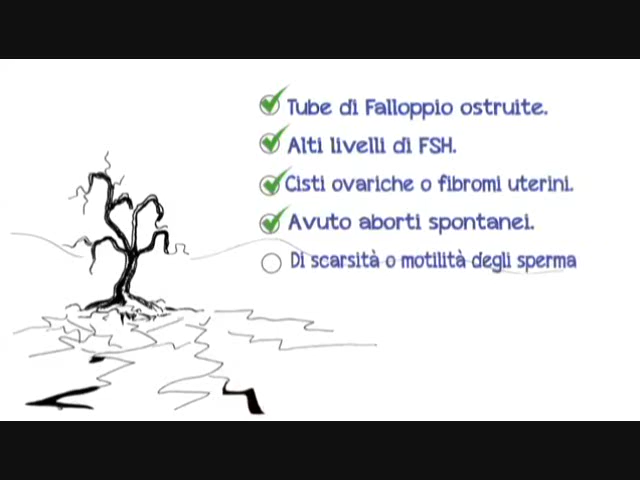 Tube di Falloppio ostruite.
Alti livelli di FSH.
Cisti ovariche o fibromi uterini.
Avuto aborti spontanei.
Di scarsità o motilità degli sperma